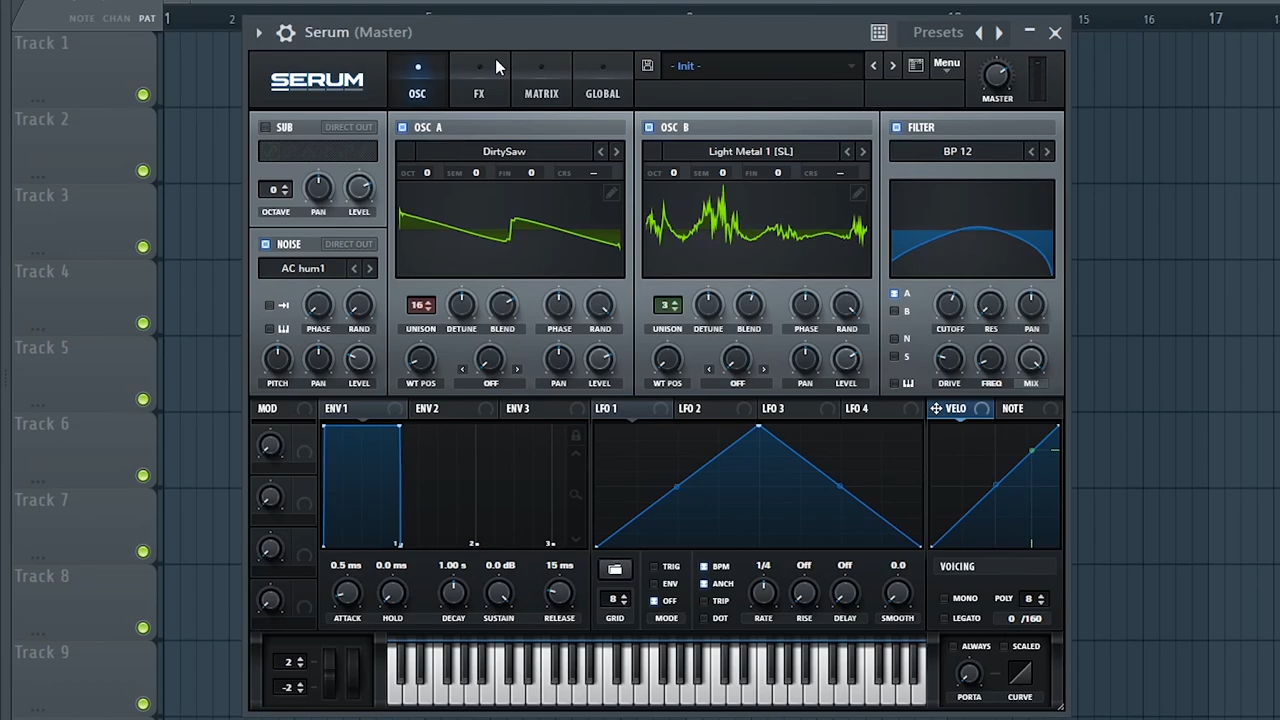 NOTE CHAN PAT
1 2 5 9 13 15 16 17
Serum (Master)
Presets
SERUM
OSC FX MATRIX GLOBAL
- Init -
Menu
MASTER
SUB DIRECT OUT
0
OCTAVE PAN LEVEL
NOISE DIRECT OUT
AC hum1
PHASE RAND
PITCH PAN LEVEL
OSC A
DirtySaw
OCT 0 SEM 0 FIN 0 CRS --
16
UNISON DETUNE BLEND PHASE RAND
WT POS OFF PAN LEVEL
OSC B
Light Metal 1 [SL]
OCT 0 SEM 0 FIN 0 CRS --
3
UNISON DETUNE BLEND PHASE RAND
WT POS OFF PAN LEVEL
FILTER
BP 12
A
B
N
S
CUTOFF RES PAN
DRIVE FREQ MIX
MOD ENV 1 ENV 2 ENV 3 LFO 1 LFO 2 LFO 3 LFO 4 VELO NOTE
1s 2s 3s
0.5 ms 0.0 ms 1.00 s 0.0 dB 15 ms
ATTACK HOLD DECAY SUSTAIN RELEASE
8
GRID
TRIG
ENV
OFF
MODE
BPM
ANCH
TRIP
DOT
1/4 Off Off 0.0
RATE RISE DELAY SMOOTH
VOICING
MONO POLY 8
LEGATO 0 /160
ALWAYS SCALED
PORTA CURVE
2
-2
Track 1
Track 2
Track 3
Track 4
Track 5
Track 6
Track 7
Track 8
Track 9